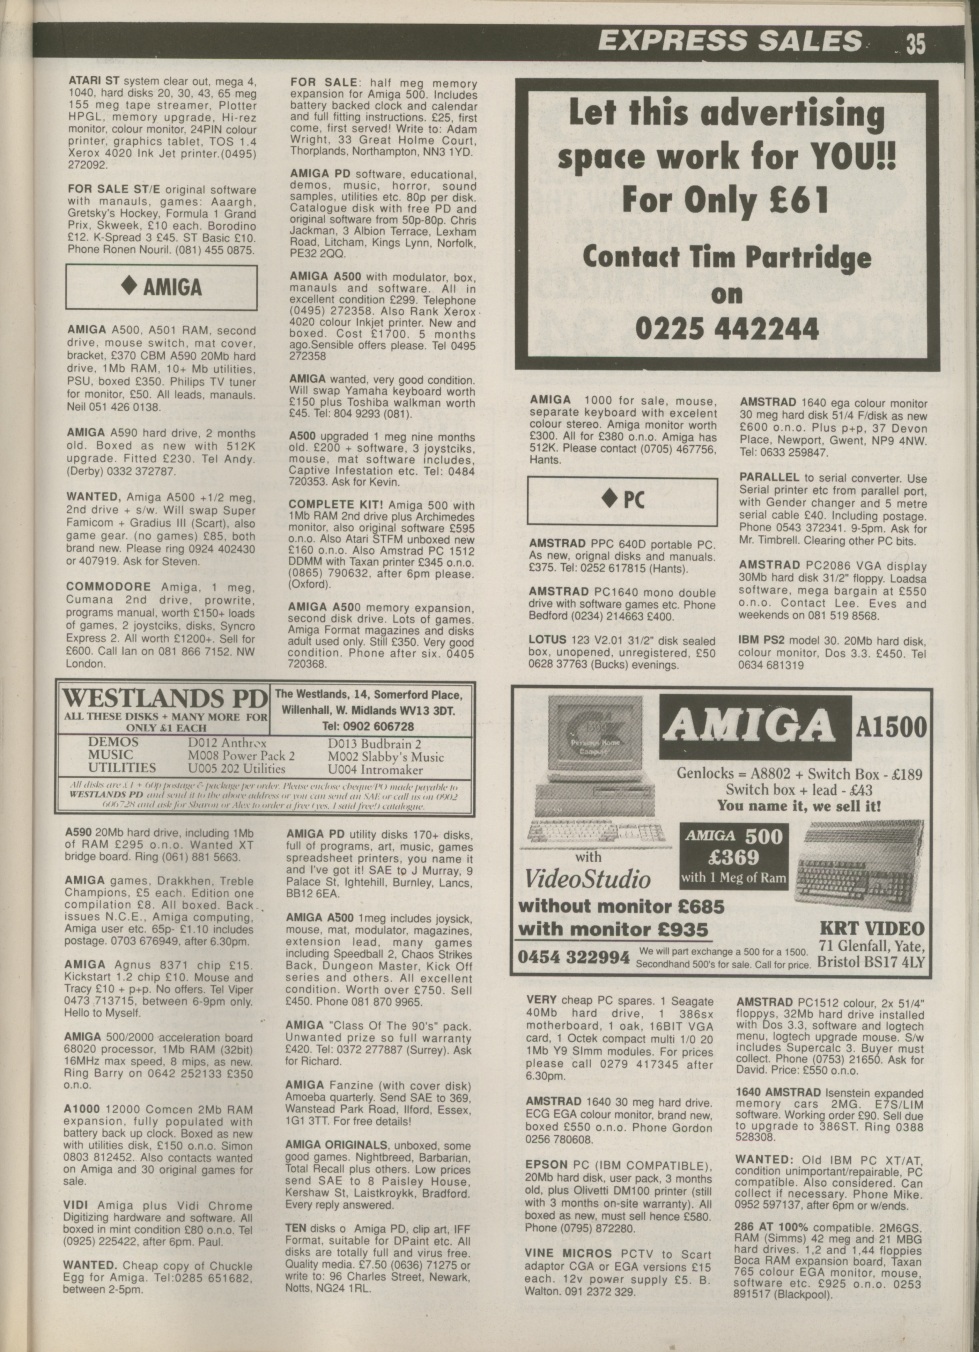 EXPRESS SALES 35
ATARI ST system clear out, mega 4,
1040, hard disks 20, 30, 43, 65 meg
155 meg tape streamer, Plotter
HPGL, memory upgrade, Hi-rez
monitor, colour monitor, 24PIN colour
printer, graphics tablet, TOS 1.4
Xerox 4020 Ink Jet printer.(0495)
272092.
FOR SALE ST/E original software
with manauls, games: Aaargh,
Gretsky's Hockey, Formula 1 Grand
Prix, Skweek, £10 each. Borodino
£12. K-Spread 3 £45. ST Basic £10.
Phone Ronen Nouril. (081) 455 0875.
◆ AMIGA
AMIGA A500, A501 RAM, second
drive, mouse switch, mat cover,
bracket, £370 CBM A590 20Mb hard
drive, 1Mb RAM, 10+ Mb utilities,
PSU, boxed £350. Philips TV tuner
for monitor, £50. All leads, manauls.
Neil 051 426 0138.
AMIGA A590 hard drive, 2 months
old. Boxed as new with 512K
upgrade. Fitted £230. Tel Andy.
(Derby) 0332 372787.
WANTED, Amiga A500 +1/2 meg,
2nd drive + s/w. Will swap Super
Famicom + Gradius III (Scart), also
game gear. (no games) £85, both
brand new. Please ring 0924 402430
or 407919. Ask for Steven.
COMMODORE Amiga, 1 meg,
Cumana 2nd drive, prowrite,
programs manual, worth £150+ loads
of games, 2 joystciks, disks, Syncro
Express 2. All worth £1200+. Sell for
£600. Call Ian on 081 866 7152. NW
London.
FOR SALE: half meg memory
expansion for Amiga 500. Includes
battery backed clock and calendar
and full fitting instructions. £25, first
come, first served! Write to: Adam
Wright, 33 Great Holme Court,
Thorplands, Northampton, NN3 1YD.
AMIGA PD software, educational,
demos, music, horror, sound
samples, utilities etc. 80p per disk.
Catalogue disk with free PD and
original software from 50p-80p. Chris
Jackman, 3 Albion Terrace, Lexham
Road, Litcham, Kings Lynn, Norfolk,
PE32 2QQ.
AMIGA A500 with modulator, box,
manauls and software. All in
excellent condition £299. Telephone
(0495) 272358. Also Rank Xerox
4020 colour Inkjet printer. New and
boxed. Cost £1700. 5 months
ago.Sensible offers please. Tel 0495
272358
AMIGA wanted, very good condition.
Will swap Yamaha keyboard worth
£150 plus Toshiba walkman worth
£45. Tel: 804 9293 (081).
A500 upgraded 1 meg nine months
old. £200 + software, 3 joystciks,
mouse, mat software includes,
Captive Infestation etc. Tel: 0484
720353. Ask for Kevin.
COMPLETE KIT! Amiga 500 with
1Mb RAM 2nd drive plus Archimedes
monitor, also original software £595
o.n.o. Also Atari STFM unboxed new
£160 o.n.o. Also Amstrad PC 1512
DDMM with Taxan printer £345 o.n.o.
(0865) 790632, after 6pm please.
(Oxford).
AMIGA A500 memory expansion,
second disk drive. Lots of games.
Amiga Format magazines and disks
adult used only. Still £350. Very good
condition. Phone after six. 0405
720368.
WESTLANDS PD
ALL THESE DISKS + MANY MORE FOR
ONLY £1 EACH
The Westlands, 14, Somerford Place,
Willenhall, W. Midlands WV13 3DT.
Tel: 0902 606728
DEMOS D012 Anthrox D013 Budbrain 2
MUSIC M008 Power Pack 2 M002 Slabby's Music
UTILITIES U005 202 Utilities U004 Intromaker
All disks are £1 + 60p postage & package per order. Please enclose cheque/PO made payable to
WESTLANDS PD and send it to the above address or you can send an SAE or call us on 0902
606728 and ask for Sharon or Alex to order a free (yes, I said free!) catalogue.
A590 20Mb hard drive, including 1Mb
of RAM £295 o.n.o. Wanted XT
bridge board. Ring (061) 881 5663.
AMIGA games, Drakkhen, Treble
Champions, £5 each. Edition one
compilation £8. All boxed. Back
issues N.C.E., Amiga computing,
Amiga user etc. 65p- £1.10 includes
postage. 0703 676949, after 6.30pm.
AMIGA Agnus 8371 chip £15.
Kickstart 1.2 chip £10. Mouse and
Tracy £10 + p+p. No offers. Tel Viper
0473 713715, between 6-9pm only.
Hello to Myself.
AMIGA 500/2000 acceleration board
68020 processor, 1Mb RAM (32bit)
16MHz max speed, 8 mips, as new.
Ring Barry on 0642 252133 £350
o.n.o.
A1000 12000 Comcen 2Mb RAM
expansion, fully populated with
battery back up clock. Boxed as new
with utilities disk, £150 o.n.o. Simon
0803 812452. Also contacts wanted
on Amiga and 30 original games for
sale.
VIDI Amiga plus Vidi Chrome
Digitizing hardware and software. All
boxed in mint condition £80 o.n.o. Tel
(0925) 225422, after 6pm. Paul.
WANTED. Cheap copy of Chuckle
Egg for Amiga. Tel:0285 651682,
between 2-5pm.
AMIGA PD utility disks 170+ disks,
full of programs, art, music, games
spreadsheet printers, you name it
and I've got it! SAE to J Murray, 9
Palace St, Ightehill, Burnley, Lancs,
BB12 6EA.
AMIGA A500 1meg includes joysick,
mouse, mat, modulator, magazines,
extension lead, many games
including Speedball 2, Chaos Strikes
Back, Dungeon Master, Kick Off
series and others. All excellent
condition. Worth over £750. Sell
£450. Phone 081 870 9965.
AMIGA "Class Of The 90's" pack.
Unwanted prize so full warranty
£420. Tel: 0372 277887 (Surrey). Ask
for Richard.
AMIGA Fanzine (with cover disk)
Amoeba quarterly. Send SAE to 369,
Wanstead Park Road, Ilford, Essex,
1G1 3TT. For free details!
AMIGA ORIGINALS, unboxed, some
good games. Nightbreed, Barbarian,
Total Recall plus others. Low prices
send SAE to 8 Paisley House,
Kershaw St, Laistkroykk, Bradford.
Every reply answered.
TEN disks o Amiga PD, clip art, IFF
Format, suitable for DPaint etc. All
disks are totally full and virus free.
Quality media. £7.50 (0636) 71275 or
write to: 96 Charles Street, Newark,
Notts, NG24 1RL.
Let this advertising
space work for YOU!!
For Only £61
Contact Tim Partridge
on
0225 442244
AMIGA 1000 for sale, mouse,
separate keyboard with excelent
colour stereo. Amiga monitor worth
£300. All for £380 o.n.o. Amiga has
512K. Please contact (0705) 467756,
Hants.
◆ PC
AMSTRAD PPC 640D portable PC.
As new, orignal disks and manuals.
£375. Tel: 0252 617815 (Hants).
AMSTRAD PC1640 mono double
drive with software games etc. Phone
Bedford (0234) 214663 £400.
LOTUS 123 V2.01 31/2" disk sealed
box, unopened, unregistered, £50
0628 37763 (Bucks) evenings.
AMSTRAD 1640 ega colour monitor
30 meg hard disk 51/4 F/disk as new
£600 o.n.o. Plus p+p, 37 Devon
Place, Newport, Gwent, NP9 4NW.
Tel: 0633 259847.
PARALLEL to serial converter. Use
Serial printer etc from parallel port,
with Gender changer and 5 metre
serial cable £40. Including postage.
Phone 0543 372341. 9-5pm. Ask for
Mr. Timbrell. Clearing other PC bits.
AMSTRAD PC2086 VGA display
30Mb hard disk 31/2" floppy. Loadsa
software, mega bargain at £550
o.n.o. Contact Lee. Eves and
weekends on 081 519 8568.
IBM PS2 model 30. 20Mb hard disk,
colour monitor, Dos 3.3. £450. Tel
0634 681319
AMIGA A1500
Genlocks = A8802 + Switch Box - £189
Switch box + lead - £43
You name it, we sell it!
AMIGA 500
£369
with 1 Meg of Ram
with
VideoStudio
without monitor £685
with monitor £935
0454 322994
We will part exchange a 500 for a 1500.
Secondhand 500's for sale. Call for price.
KRT VIDEO
71 Glenfall, Yate,
Bristol BS17 4LY
VERY cheap PC spares. 1 Seagate
40Mb hard drive, 1 386sx
motherboard, 1 oak, 16BIT VGA
card, 1 Octek compact multi 1/0 20
1Mb Y9 SImm modules. For prices
please call 0279 417345 after
6.30pm.
AMSTRAD 1640 30 meg hard drive.
ECG EGA colour monitor, brand new,
boxed £550 o.n.o. Phone Gordon
0256 780608.
EPSON PC (IBM COMPATIBLE),
20Mb hard disk, user pack, 3 months
old, plus Olivetti DM100 printer (still
with 3 months on-site warranty). All
boxed as new, must sell hence £580.
Phone (0795) 872280.
VINE MICROS PCTV to Scart
adaptor CGA or EGA versions £15
each. 12v power supply £5. B.
Walton. 091 2372 329.
AMSTRAD PC1512 colour, 2x 51/4"
floppys, 32Mb hard drive installed
with Dos 3.3, software and logtech
menu, logtech upgrade mouse. S/w
includes Supercalc 3. Buyer must
collect. Phone (0753) 21650. Ask for
David. Price: £550 o.n.o.
1640 AMSTRAD Isenstein expanded
memory cars 2MG. E7S/LIM
software. Working order £90. Sell due
to upgrade to 386ST. Ring 0388
528308.
WANTED: Old IBM PC XT/AT,
condition unimportant/repairable, PC
compatible. Also considered. Can
collect if necessary. Phone Mike.
0952 597137, after 6pm or w/ends.
286 AT 100% compatible. 2M6GS.
RAM (Simms) 42 meg and 21 MBG
hard drives. 1,2 and 1,44 floppies
Boca RAM expansion board, Taxan
765 colour EGA monitor, mouse,
software etc. £925 o.n.o. 0253
891517 (Blackpool).